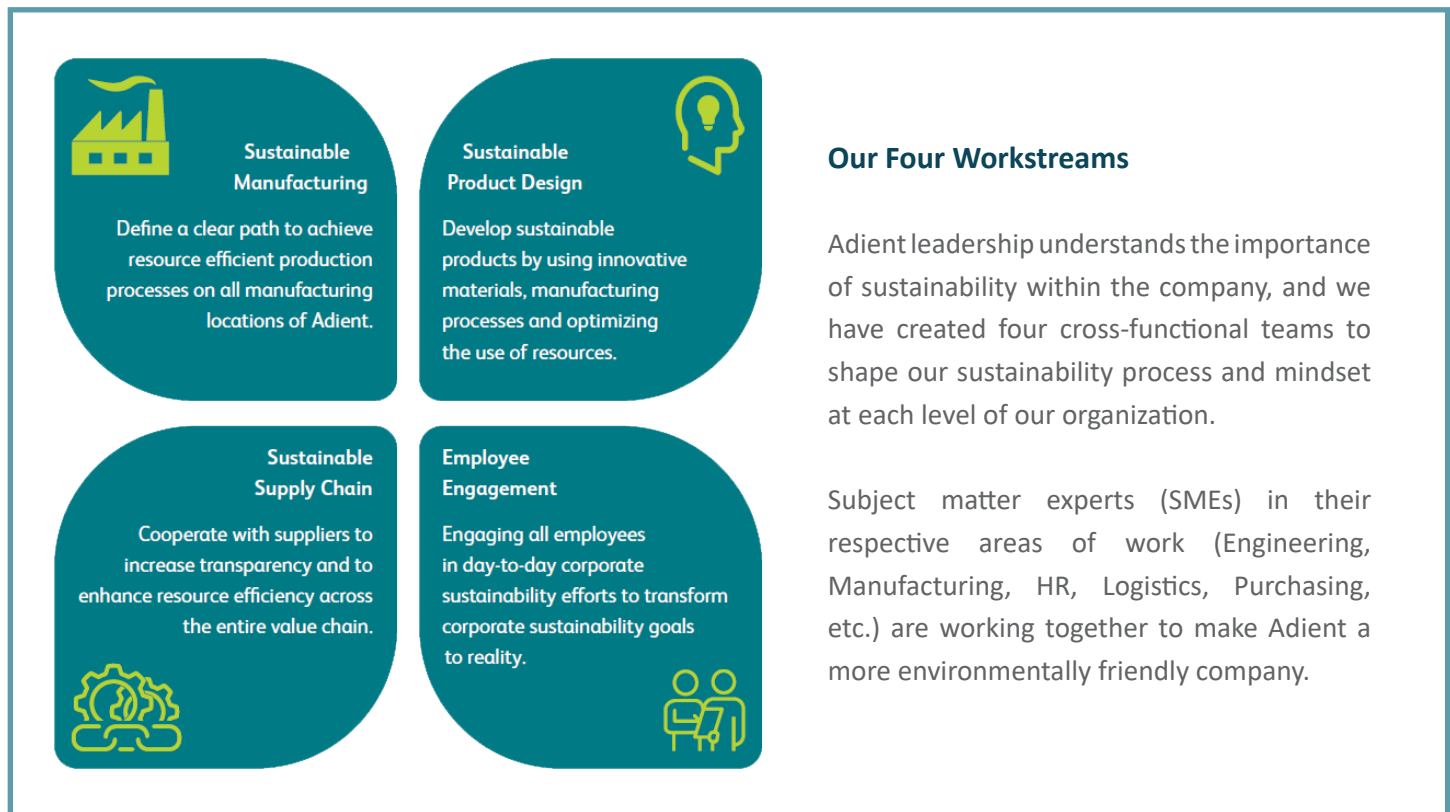 Sustainable
Manufacturing
Define a clear path to achieve
resource efficient production
processes on all manufacturing
locations of Adient.
Sustainable
Product Design
Develop sustainable
products by using innovative
materials, manufacturing
processes and optimizing
the use of resources.
Sustainable
Supply Chain
Cooperate with suppliers to
increase transparency and to
enhance resource efficiency across
the entire value chain.
Employee
Engagement
Engaging all employees
in day-to-day corporate
sustainability efforts to transform
corporate sustainability goals
to reality.
Our Four Workstreams
Adient leadership understands the importance
of sustainability within the company, and we
have created four cross-functional teams to
shape our sustainability process and mindset
at each level of our organization.
Subject matter experts (SMEs) in their
respective areas of work (Engineering,
Manufacturing, HR, Logistics, Purchasing,
etc.) are working together to make Adient a
more environmentally friendly company.